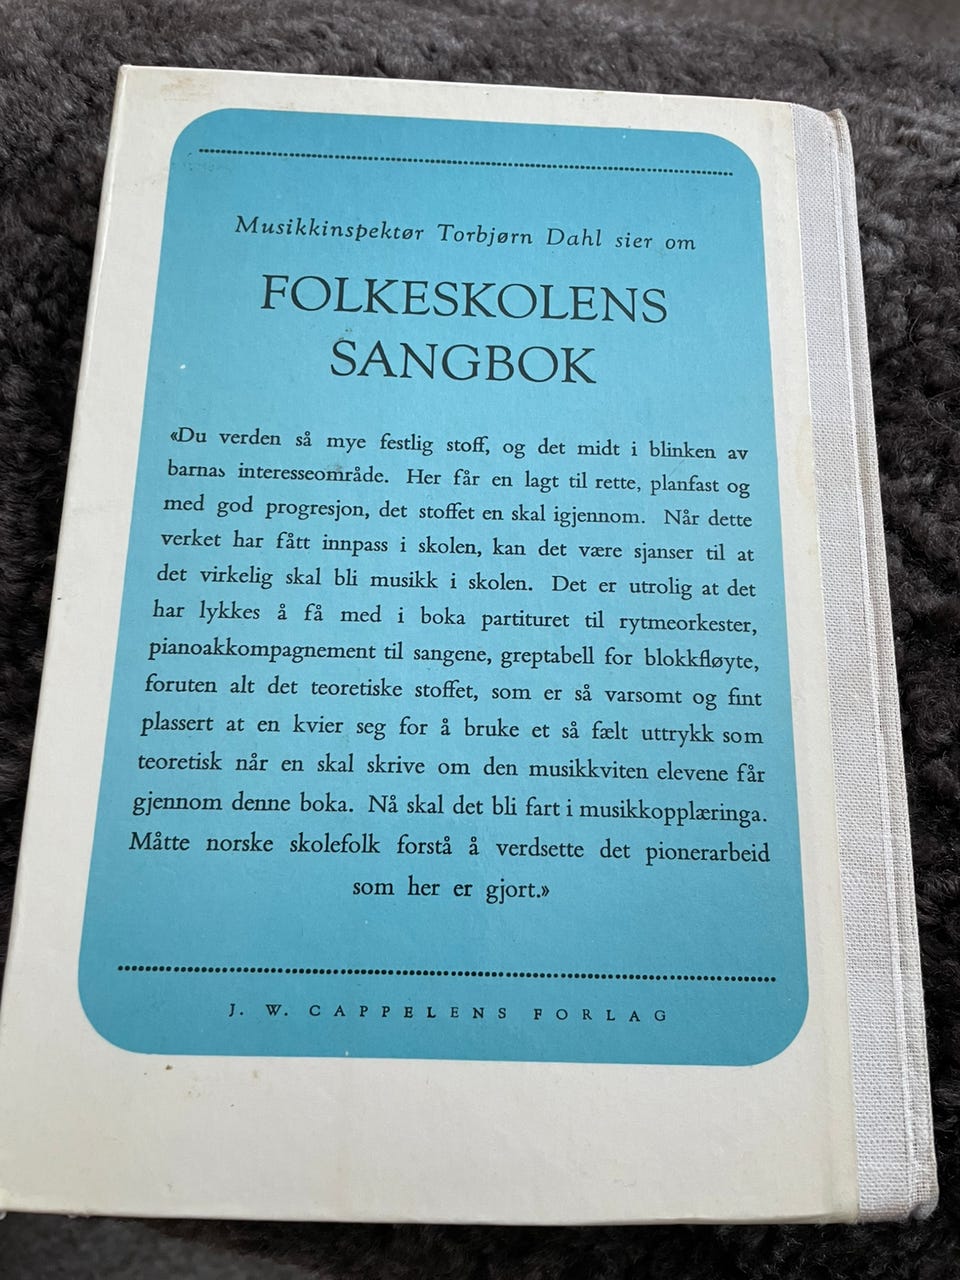 Musikkinspektør Torbjørn Dahl sier om
FOLKESKOLENS
SANGBOK
«Du verden så mye festlig stoff, og det midt i blinken av
barnas interesseområde. Her får en lagt til rette, planfast og
med god progresjon, det stoffet en skal igjennom. Når dette
verket har fått innpass i skolen, kan det være sjanser til at
det virkelig skal bli musikk i skolen. Det er utrolig at det
har lykkes å få med i boka partituret til rytmeorkester,
pianoakkompagnement til sangene, greptabell for blokkfløyte,
foruten alt det teoretiske stoffet, som er så varsomt og fint
plassert at en kvier seg for å bruke et så fælt uttrykk som
teoretisk når en skal skrive om den musikkviten elevene får
gjennom denne boka. Nå skal det bli fart i musikkopplæringa.
Måtte norske skolefolk forstå å verdsette det pionerarbeid
som her er gjort.»
J. W. CAPPELENS FORLAG